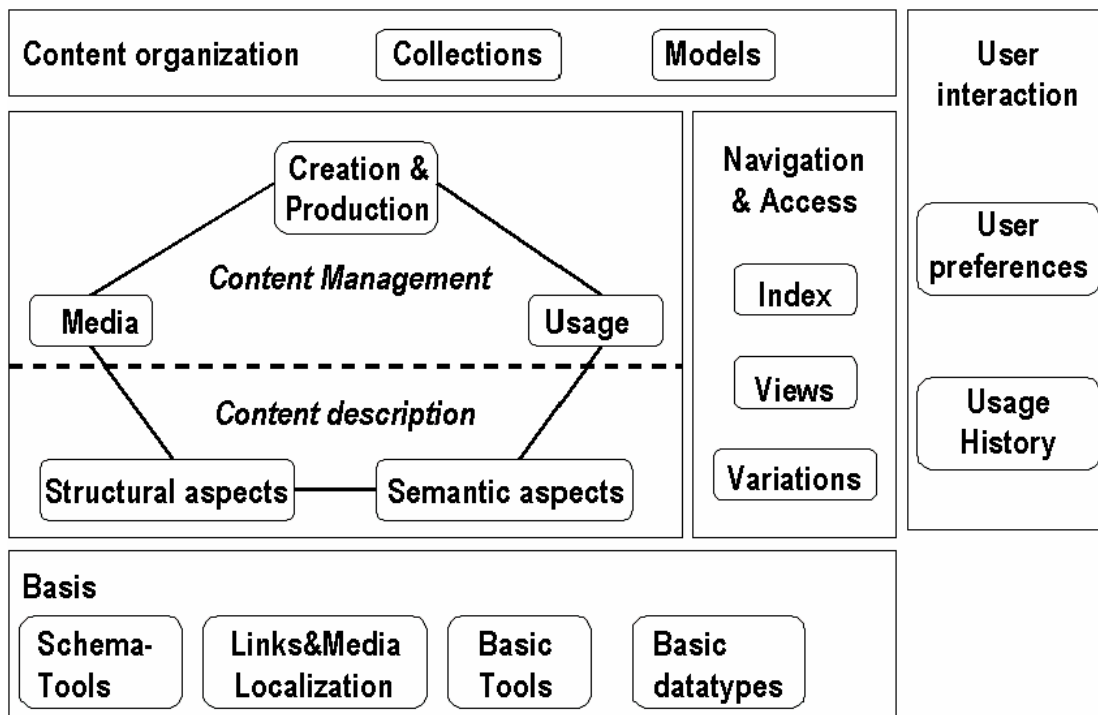 Content organization
Collections
Models
User
interaction
Creation &
Production
Content Management
Media
Usage
Content description
Structural aspects
Semantic aspects
Navigation
& Access
Index
Views
Variations
User
preferences
Usage
History
Basis
Schema-
Tools
Links&Media
Localization
Basic
Tools
Basic
datatypes